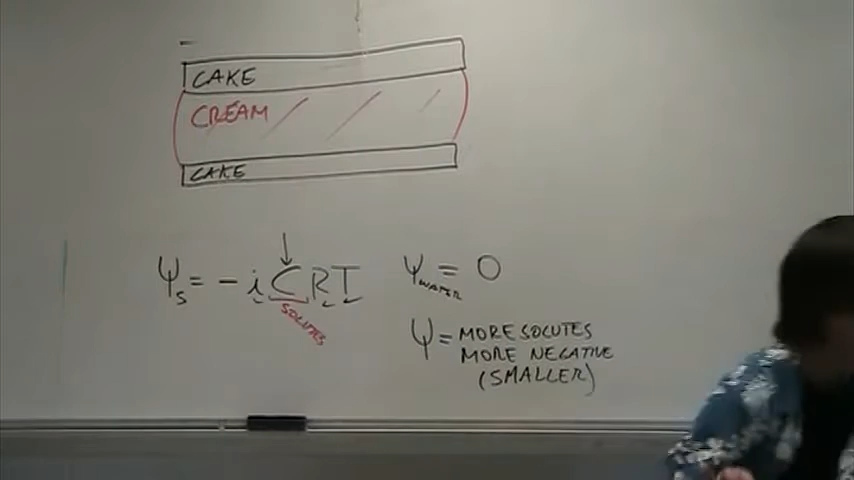 CAKE
CREAM
CAKE
Ψs = - i C R T
SOLUTES
Ψwater = 0
Ψ = MORE SOLUTES
MORE NEGATIVE
(SMALLER)